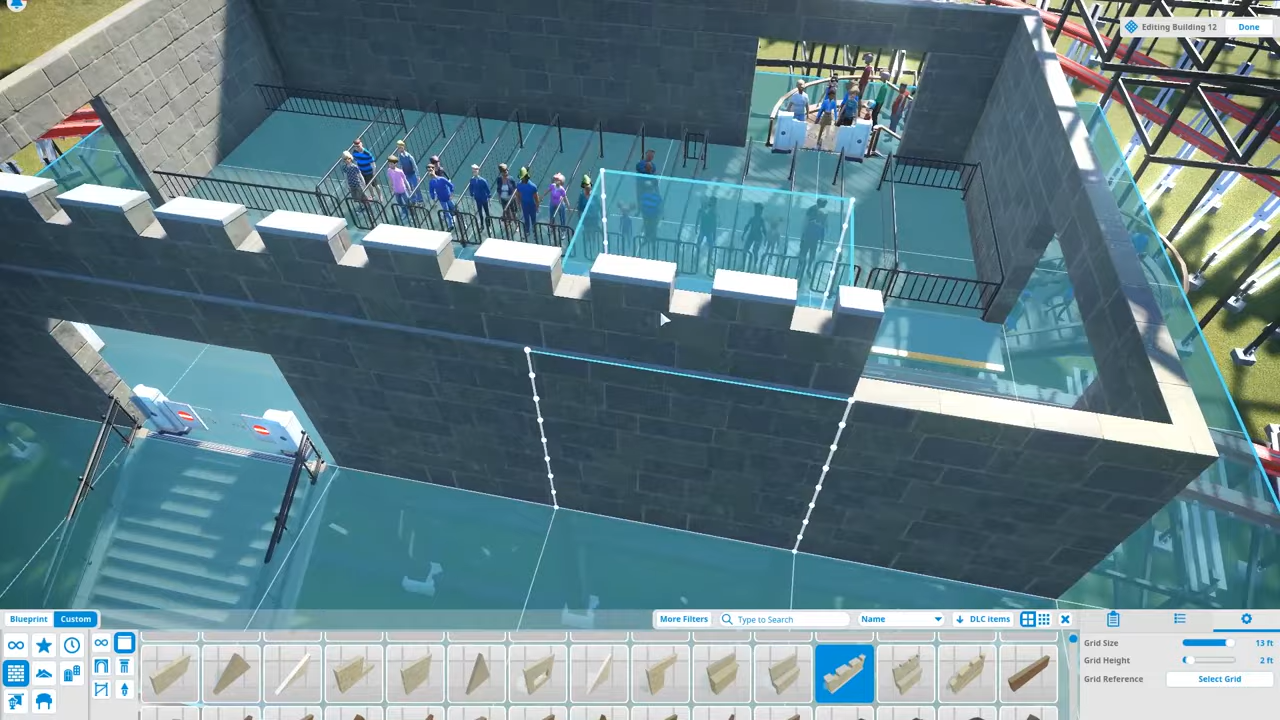 Editing Building 12 Done
Blueprint Custom More Filters Type to Search Name DLC items
Grid Size 13 ft
Grid Height 2 ft
Grid Reference Select Grid